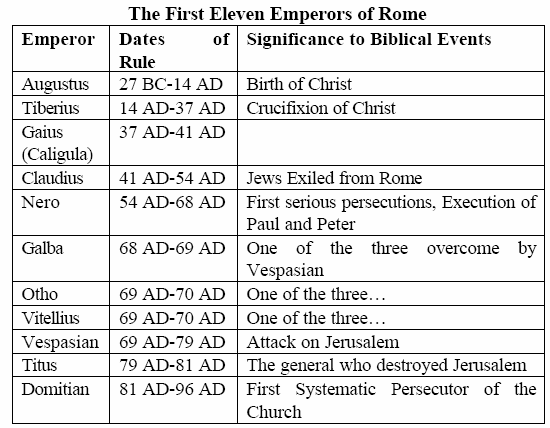 The First Eleven Emperors of Rome
Emperor Dates of Significance to Biblical Events
Rule
Augustus 27 BC-14 AD Birth of Christ
Tiberius 14 AD-37 AD Crucifixion of Christ
Gaius 37 AD-41 AD
(Caligula)
Claudius 41 AD-54 AD Jews Exiled from Rome
Nero 54 AD-68 AD First serious persecutions, Execution of
Paul and Peter
Galba 68 AD-69 AD One of the three overcome by
Vespasian
Otho 69 AD-70 AD One of the three…
Vitellius 69 AD-70 AD One of the three…
Vespasian 69 AD-79 AD Attack on Jerusalem
Titus 79 AD-81 AD The general who destroyed Jerusalem
Domitian 81 AD-96 AD First Systematic Persecutor of the
Church